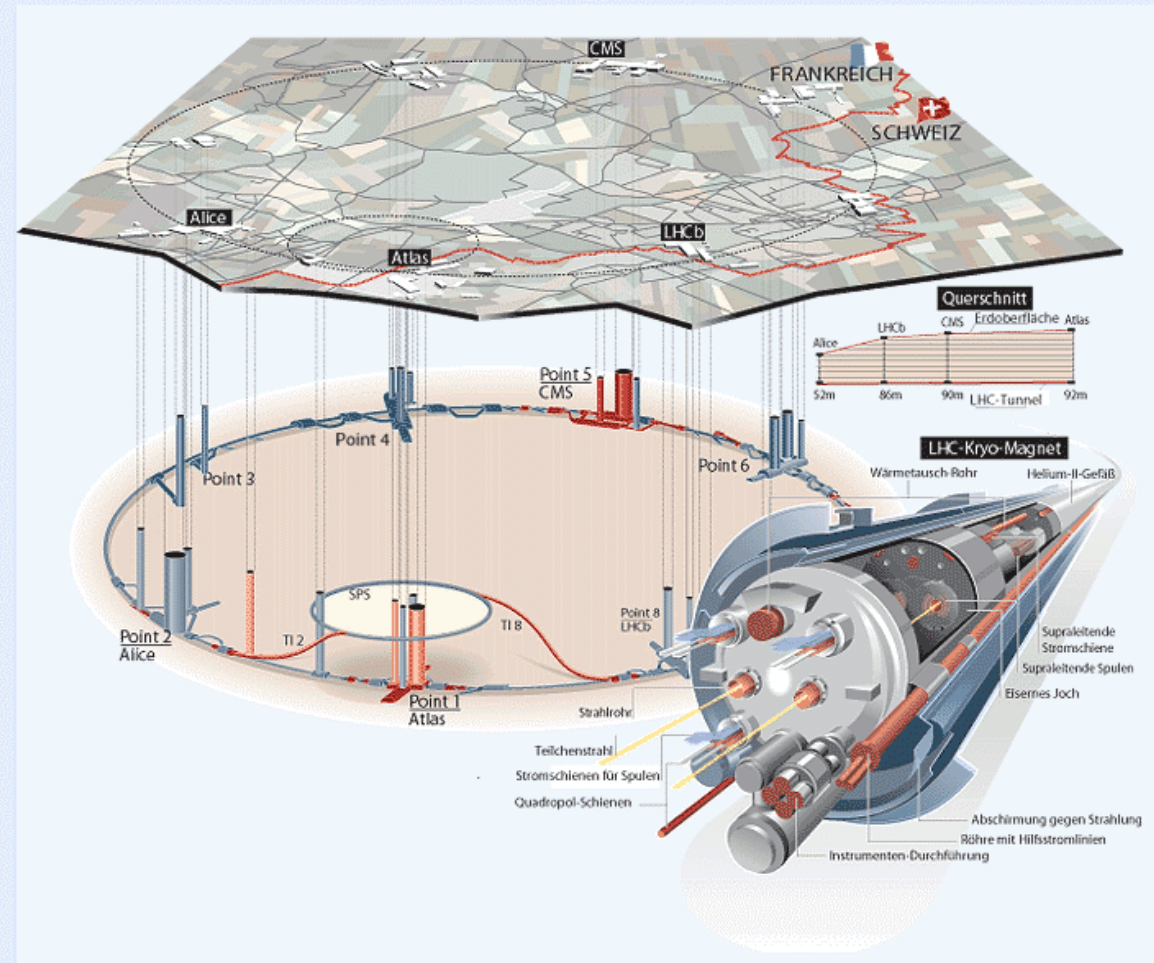 CMS
FRANKREICH
SCHWEIZ
Alice
LHCb
Atlas
Querschnitt
Erdoberfläche
Atlas
CMS
LHCb
Alice
52m
86m
90m
92m
LHC-Tunnel
Point 5
CMS
Point 4
Point 3
Point 6
LHC-Kryo-Magnet
Wärmetausch-Rohr
Helium-II-Gefäß
SPS
TI 2
TI 8
Point 8
LHCb
Point 2
Alice
Point 1
Atlas
Supraleitende
Stromschiene
Supraleitende Spulen
Eisernes Joch
Strahlrohr
Teilchenstrahl
Stromschienen für Spulen
Quadropol-Schienen
Abschirmung gegen Strahlung
Röhre mit Hilfsstromlinien
Instrumenten-Durchführung